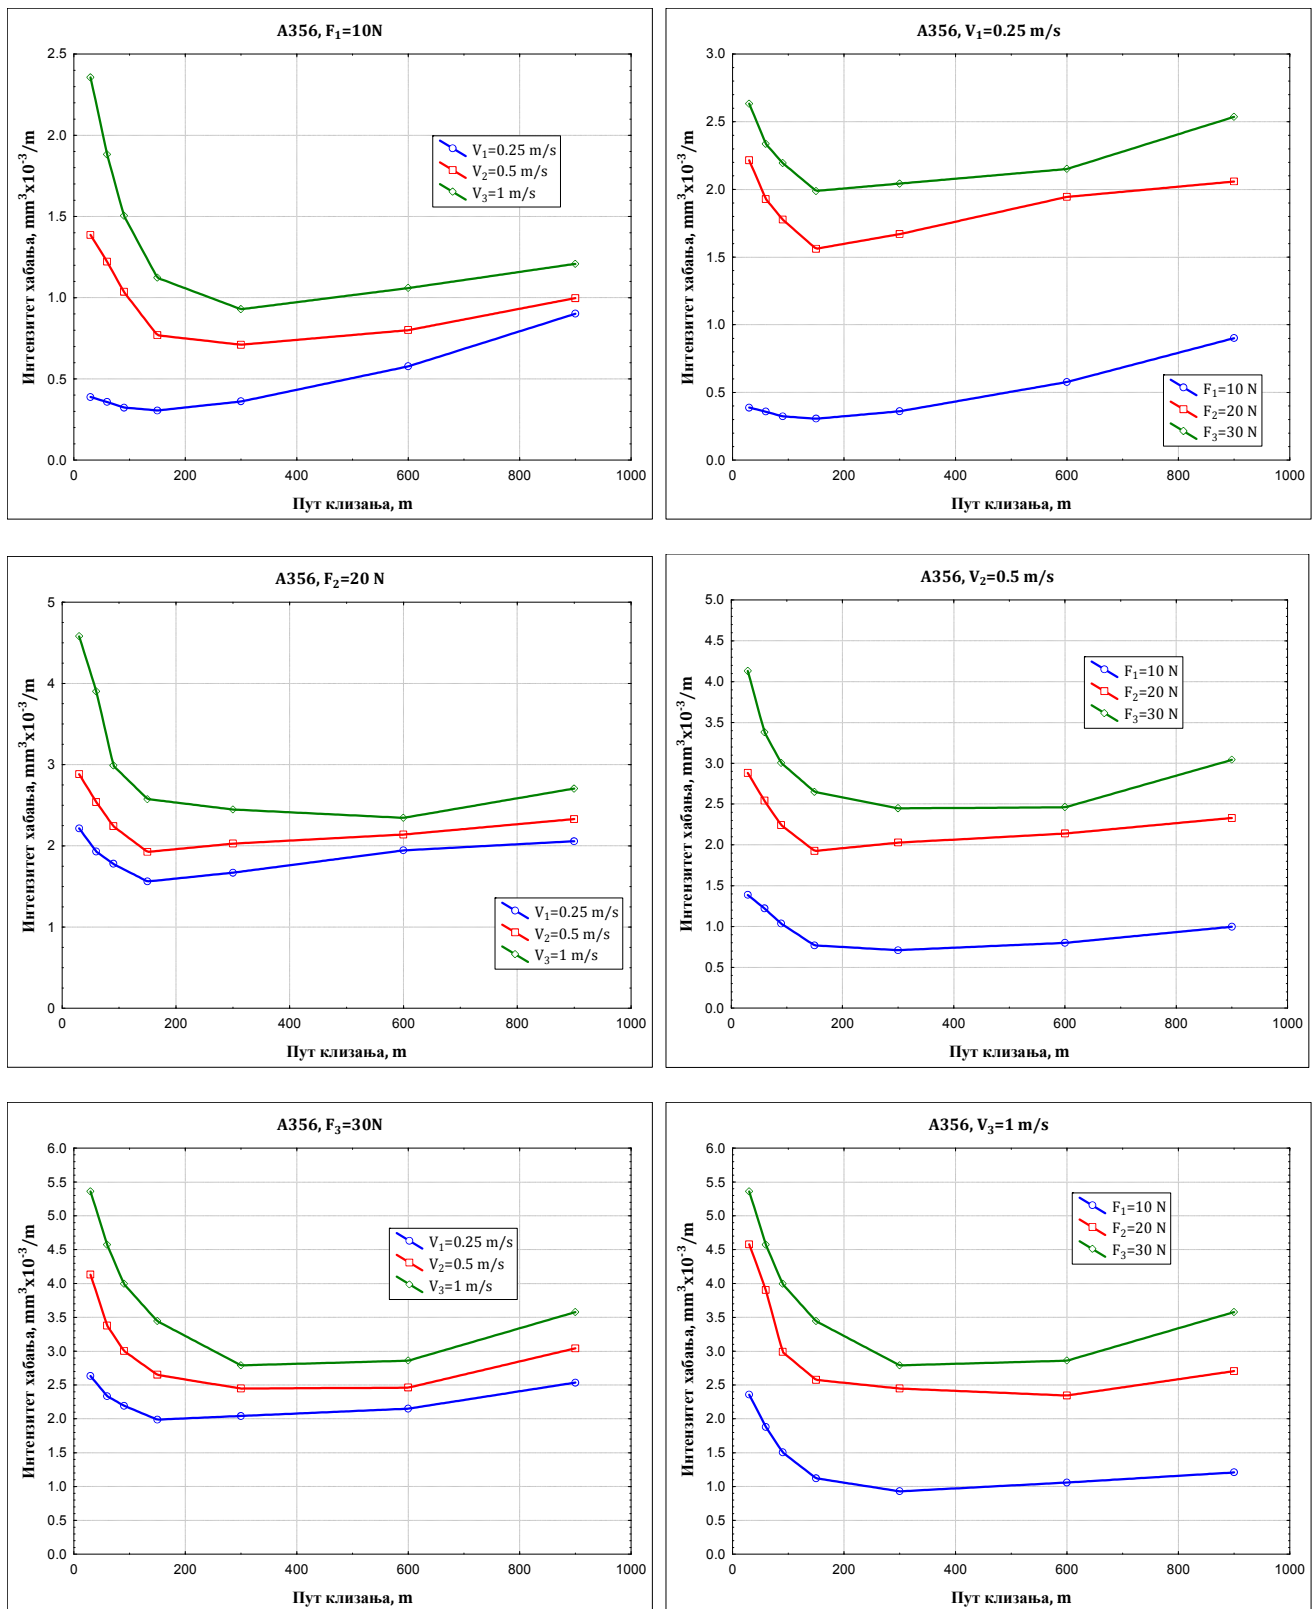 A356, F₁=10N
Интензитет хабања, mm³x10⁻³/m
2.5
2.0
1.5
1.0
0.5
0.0
V₁=0.25 m/s
V₂=0.5 m/s
V₃=1 m/s
0 200 400 600 800 1000
Пут клизања, m
A356, V₁=0.25 m/s
Интензитет хабања, mm³x10⁻³/m
3.0
2.5
2.0
1.5
1.0
0.5
0.0
F₁=10 N
F₂=20 N
F₃=30 N
0 200 400 600 800 1000
Пут клизања, m
A356, F₂=20 N
Интензитет хабања, mm³x10⁻³/m
5
4
3
2
1
0
V₁=0.25 m/s
V₂=0.5 m/s
V₃=1 m/s
0 200 400 600 800 1000
Пут клизања, m
A356, V₂=0.5 m/s
Интензитет хабања, mm³x10⁻³/m
5.0
4.5
4.0
3.5
3.0
2.5
2.0
1.5
1.0
0.5
0.0
F₁=10 N
F₂=20 N
F₃=30 N
0 200 400 600 800 1000
Пут клизања, m
A356, F₃=30N
Интензитет хабања, mm³x10⁻³/m
6.0
5.5
5.0
4.5
4.0
3.5
3.0
2.5
2.0
1.5
1.0
0.5
0.0
V₁=0.25 m/s
V₂=0.5 m/s
V₃=1 m/s
0 200 400 600 800 1000
Пут клизања, m
A356, V₃=1 m/s
Интензитет хабања, mm³x10⁻³/m
6.0
5.5
5.0
4.5
4.0
3.5
3.0
2.5
2.0
1.5
1.0
0.5
0.0
F₁=10 N
F₂=20 N
F₃=30 N
0 200 400 600 800 1000
Пут клизања, m